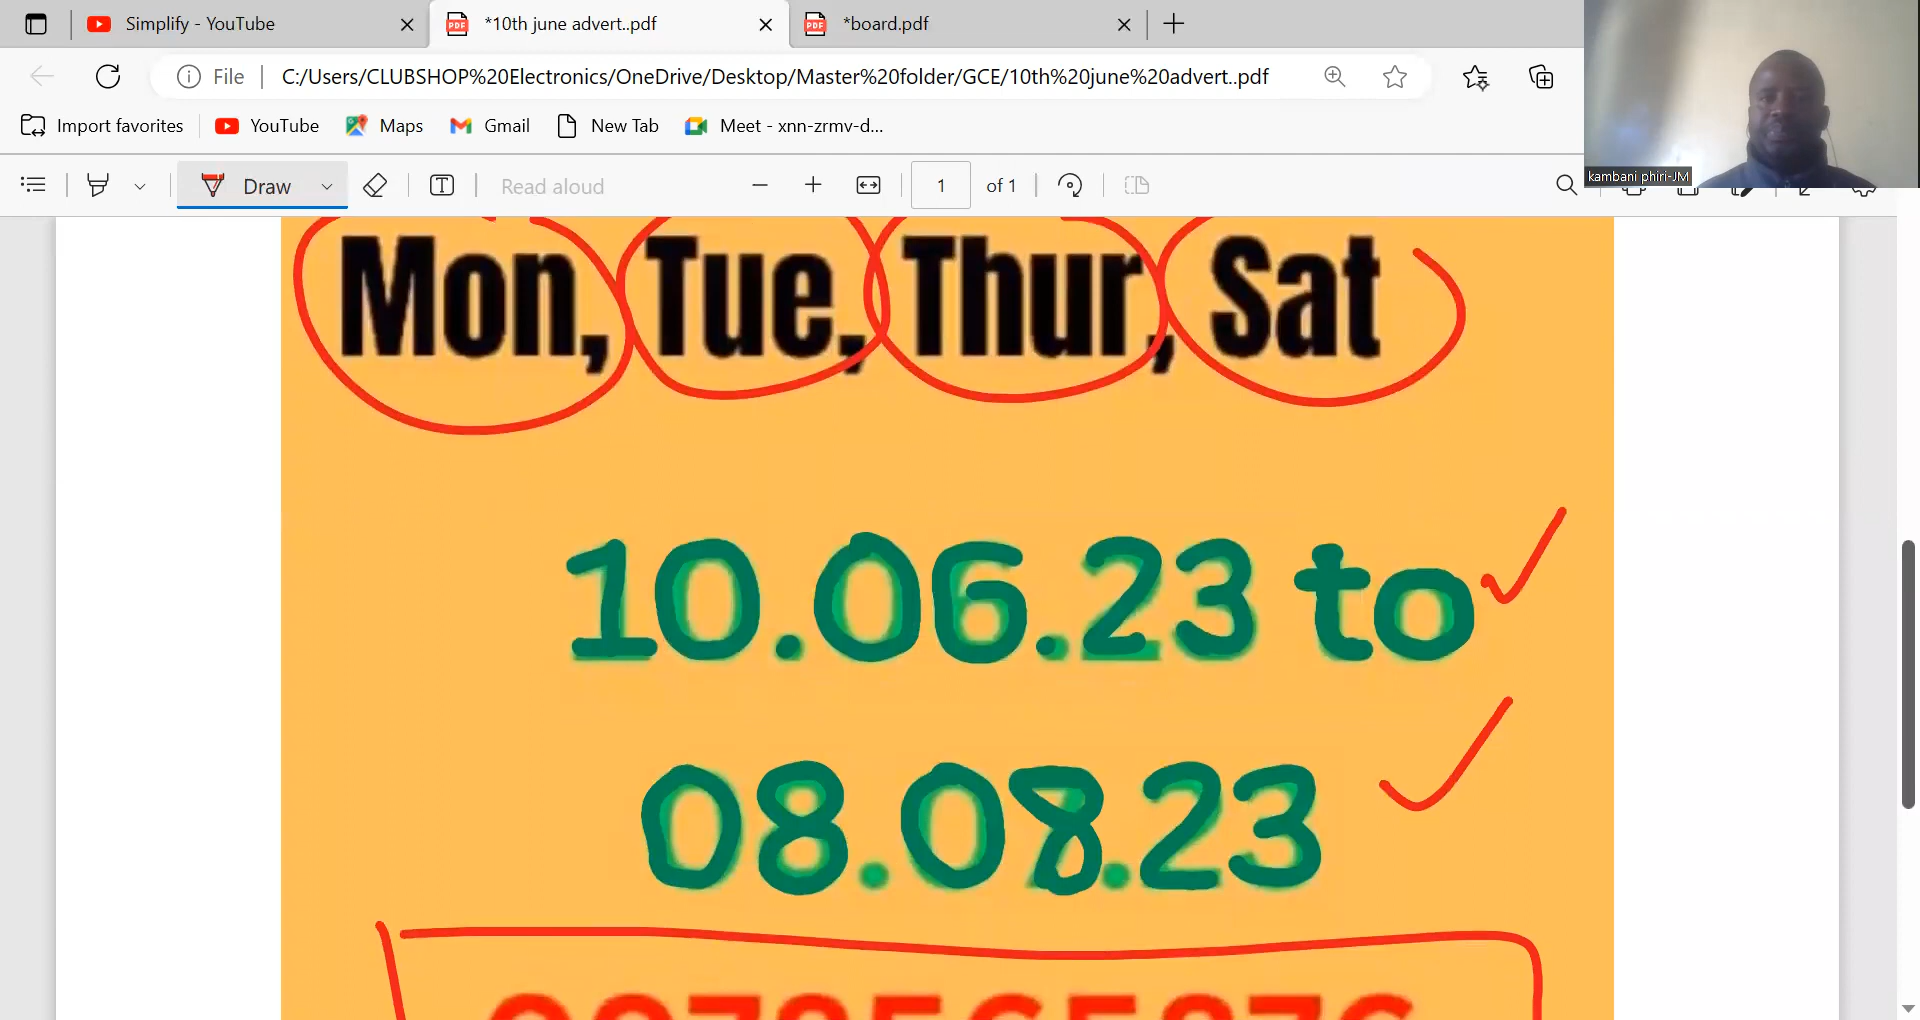 Simplify - YouTube
*10th june advert..pdf
*board.pdf
File
C:/Users/CLUBSHOP%20Electronics/OneDrive/Desktop/Master%20folder/GCE/10th%20june%20advert..pdf
Import favorites
YouTube
Maps
Gmail
New Tab
Meet - xnn-zrmv-d...
kambani phiri-JM
Draw
Read aloud
1
of 1
Mon, Tue, Thur, Sat
10.06.23 to
08.08.23